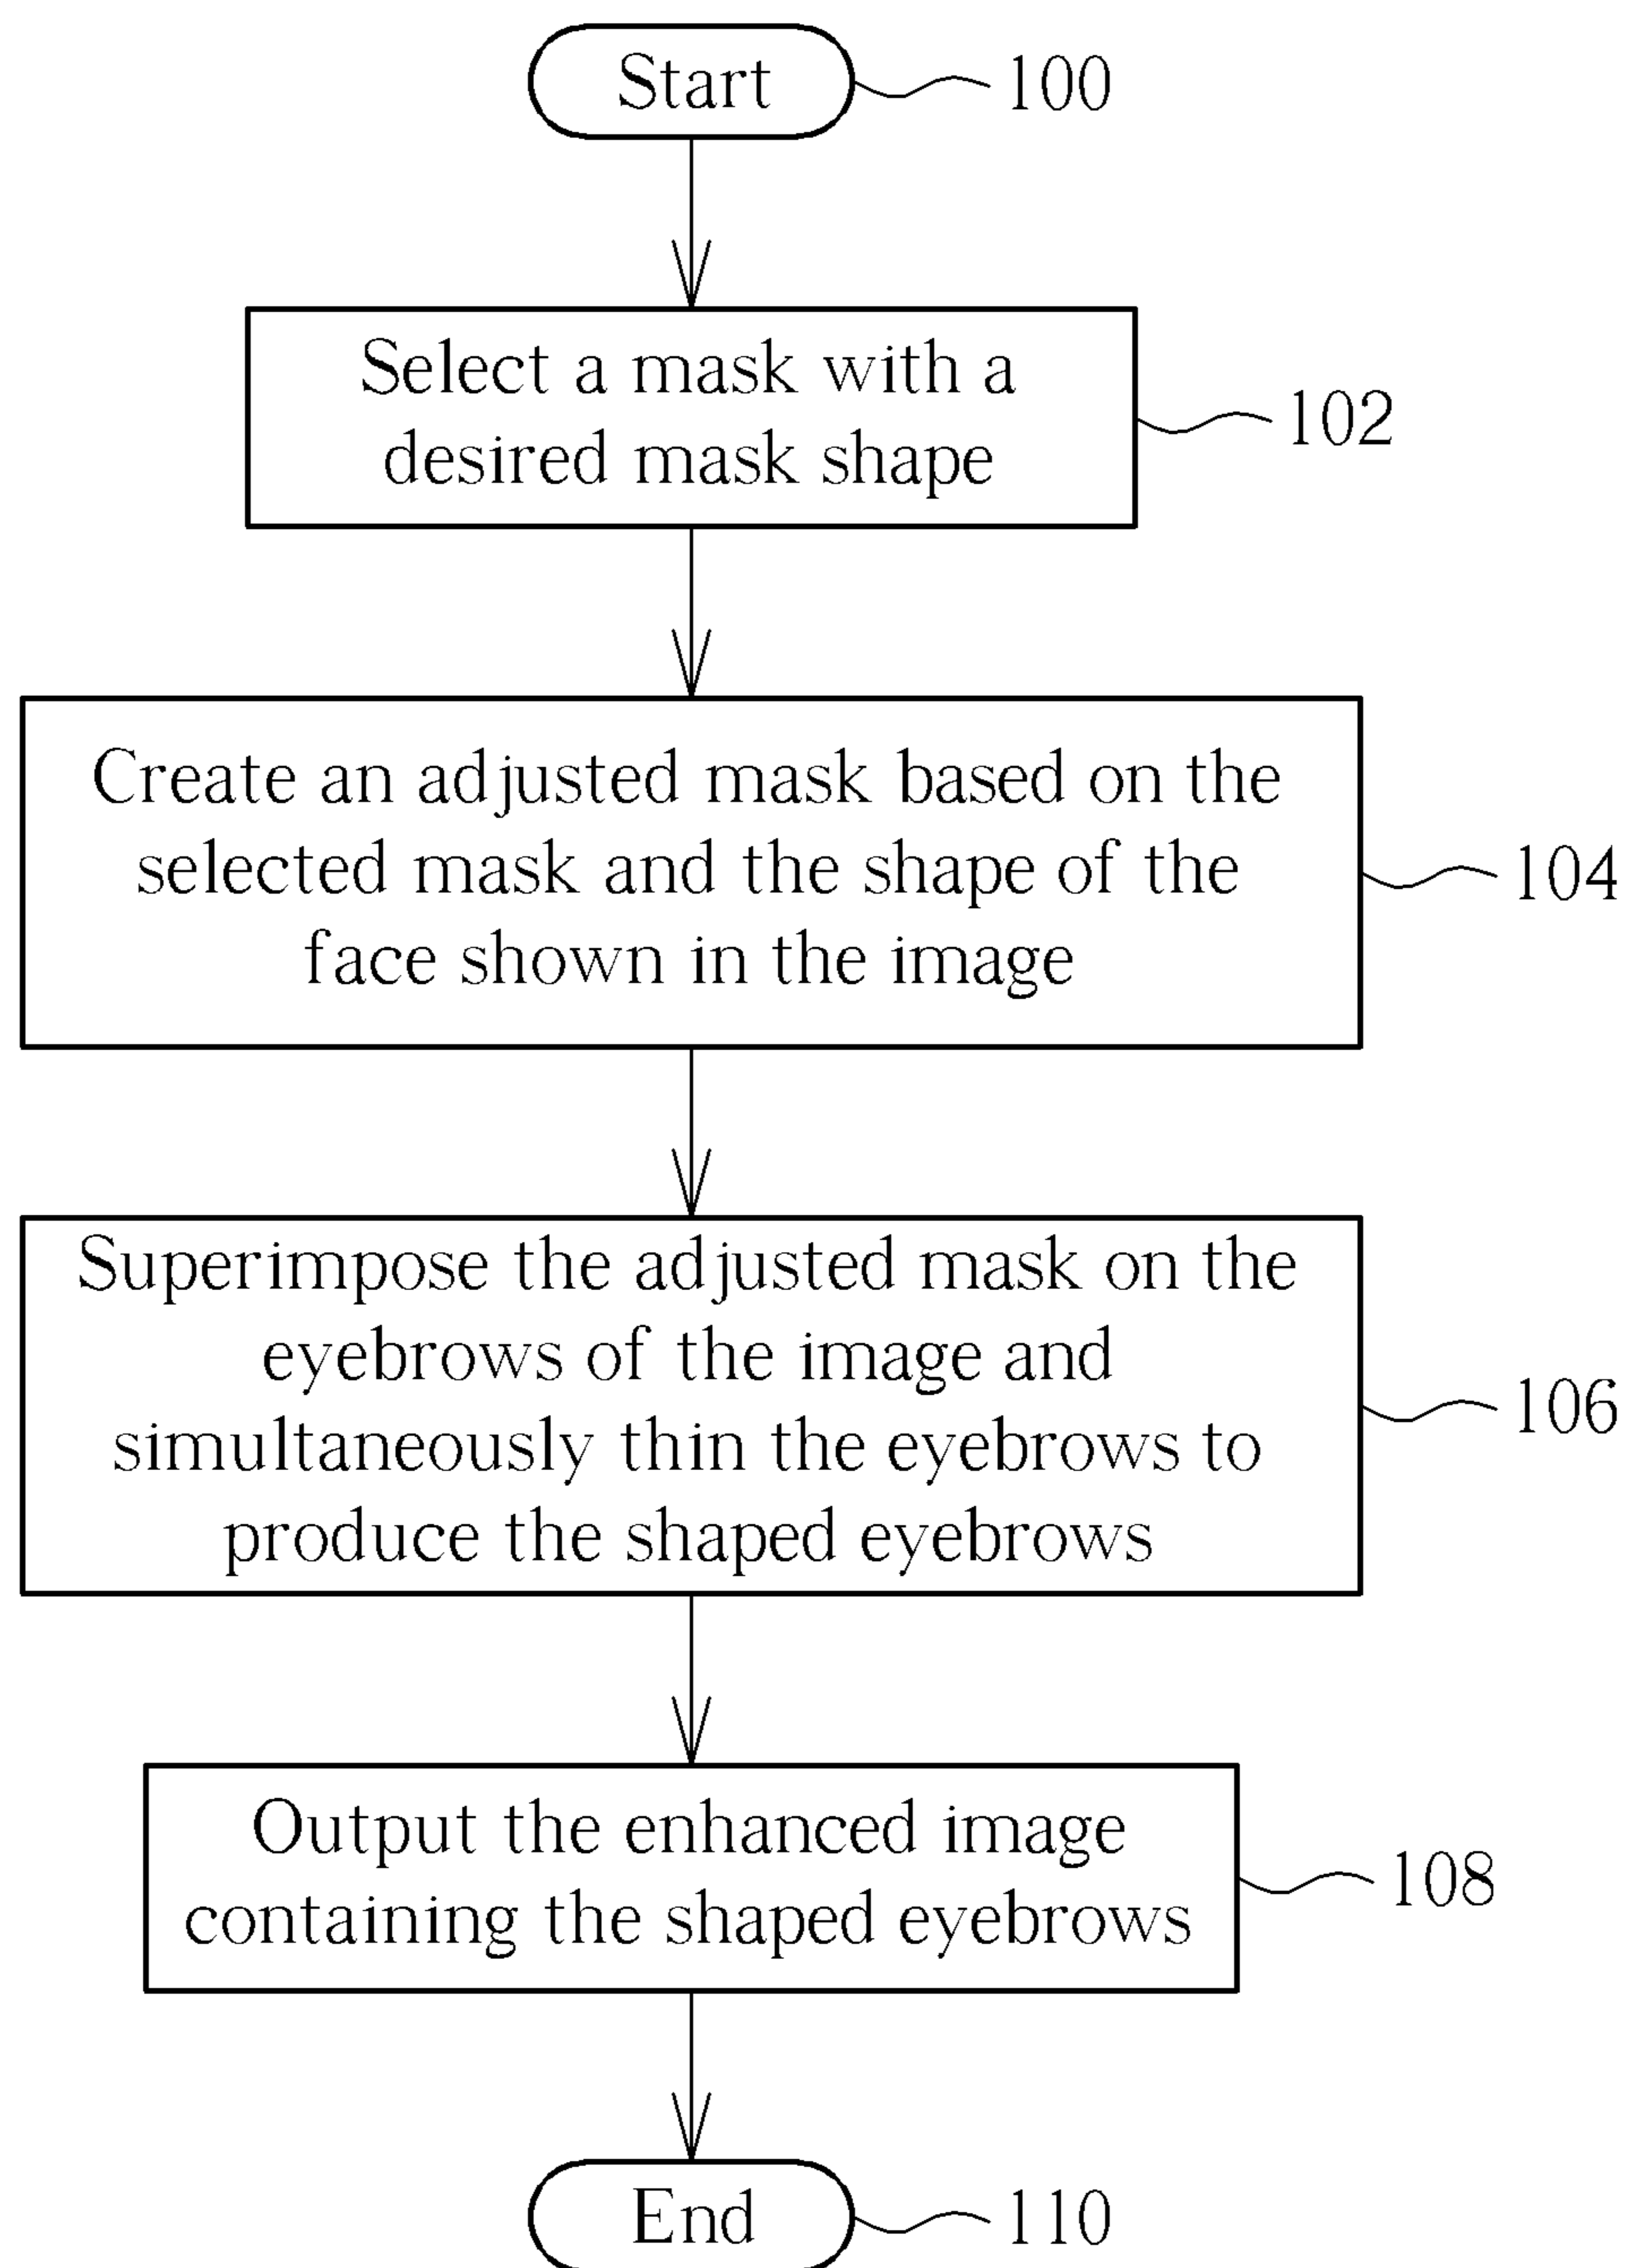 Start
100
Select a mask with a
desired mask shape
102
Create an adjusted mask based on the
selected mask and the shape of the
face shown in the image
104
Superimpose the adjusted mask on the
eyebrows of the image and
simultaneously thin the eyebrows to
produce the shaped eyebrows
106
Output the enhanced image
containing the shaped eyebrows
108
End
110